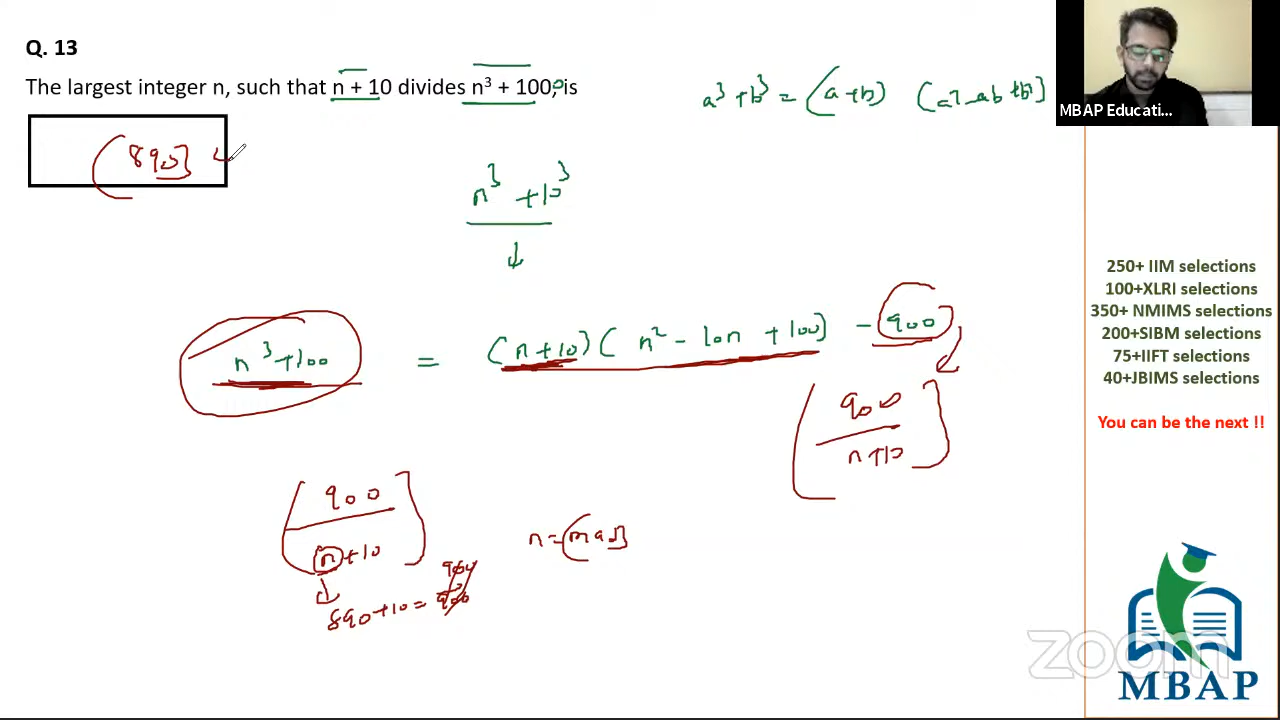 Q. 13
The largest integer n, such that n + 10 divides n³ + 100, is
a³ + b³ = (a + b) (a² - ab + b²)
MBAP Educati...
(890)
n³ + 10³
n³ + 100 = (n + 10) ( n² - 10n + 100) - 900
900
n + 10
900
n + 10
n = max
890 + 10 = 900
900
250+ IIM selections
100+XLRI selections
350+ NMIMS selections
200+SIBM selections
75+IIFT selections
40+JBIMS selections
You can be the next !!
zoom
MBAP